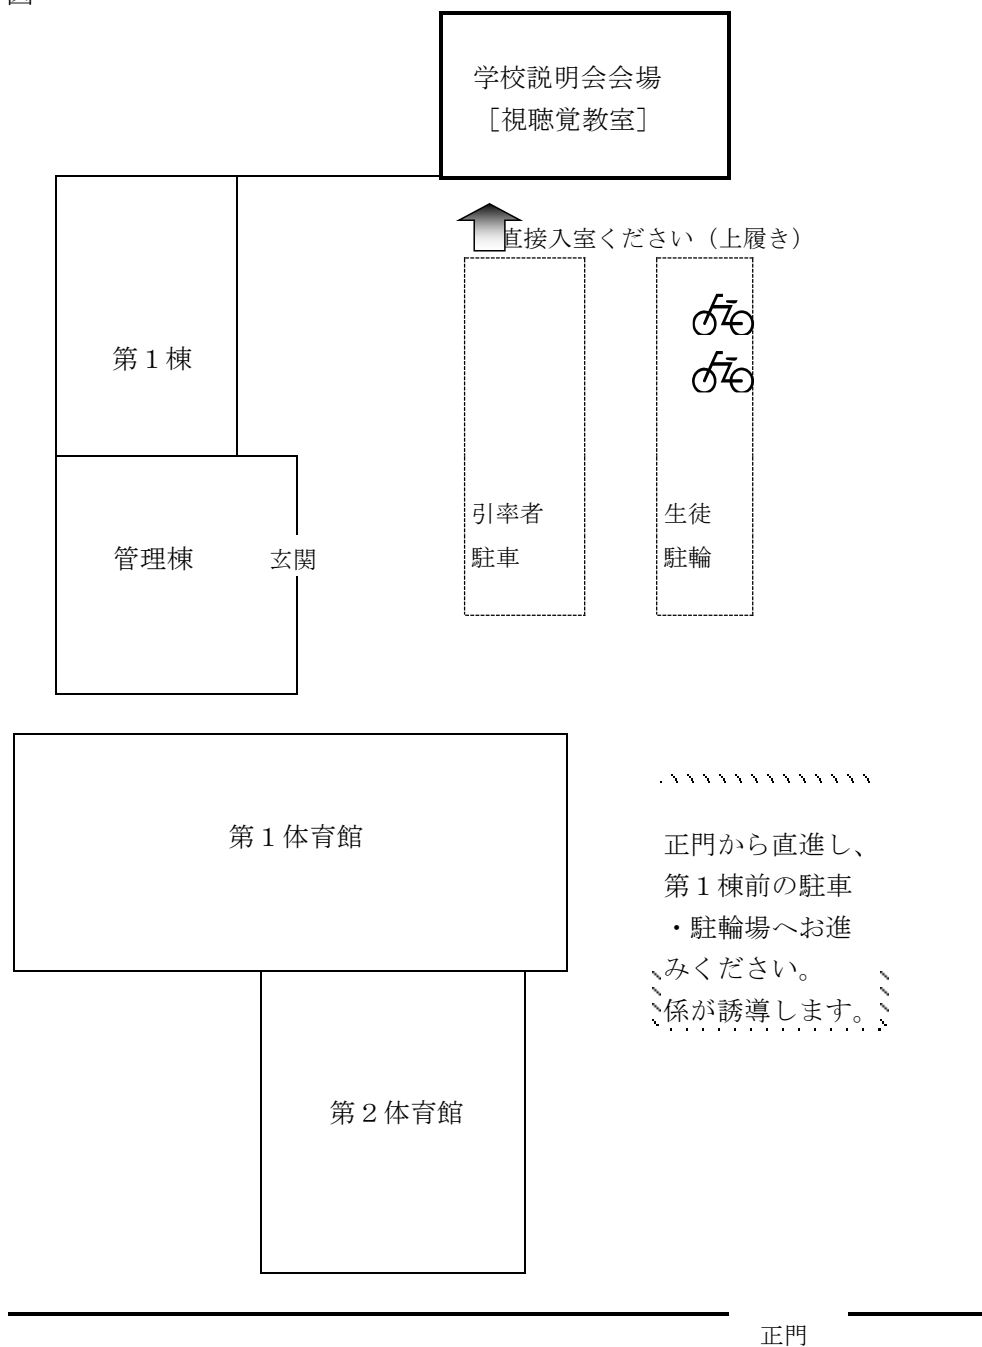 学校説明会会場
［視聴覚教室］
直接入室ください（上履き）
第１棟
引率者
駐車
生徒
駐輪
管理棟
玄関
第１体育館
正門から直進し、
第１棟前の駐車
・駐輪場へお進
みください。
係が誘導します。
第２体育館
正門